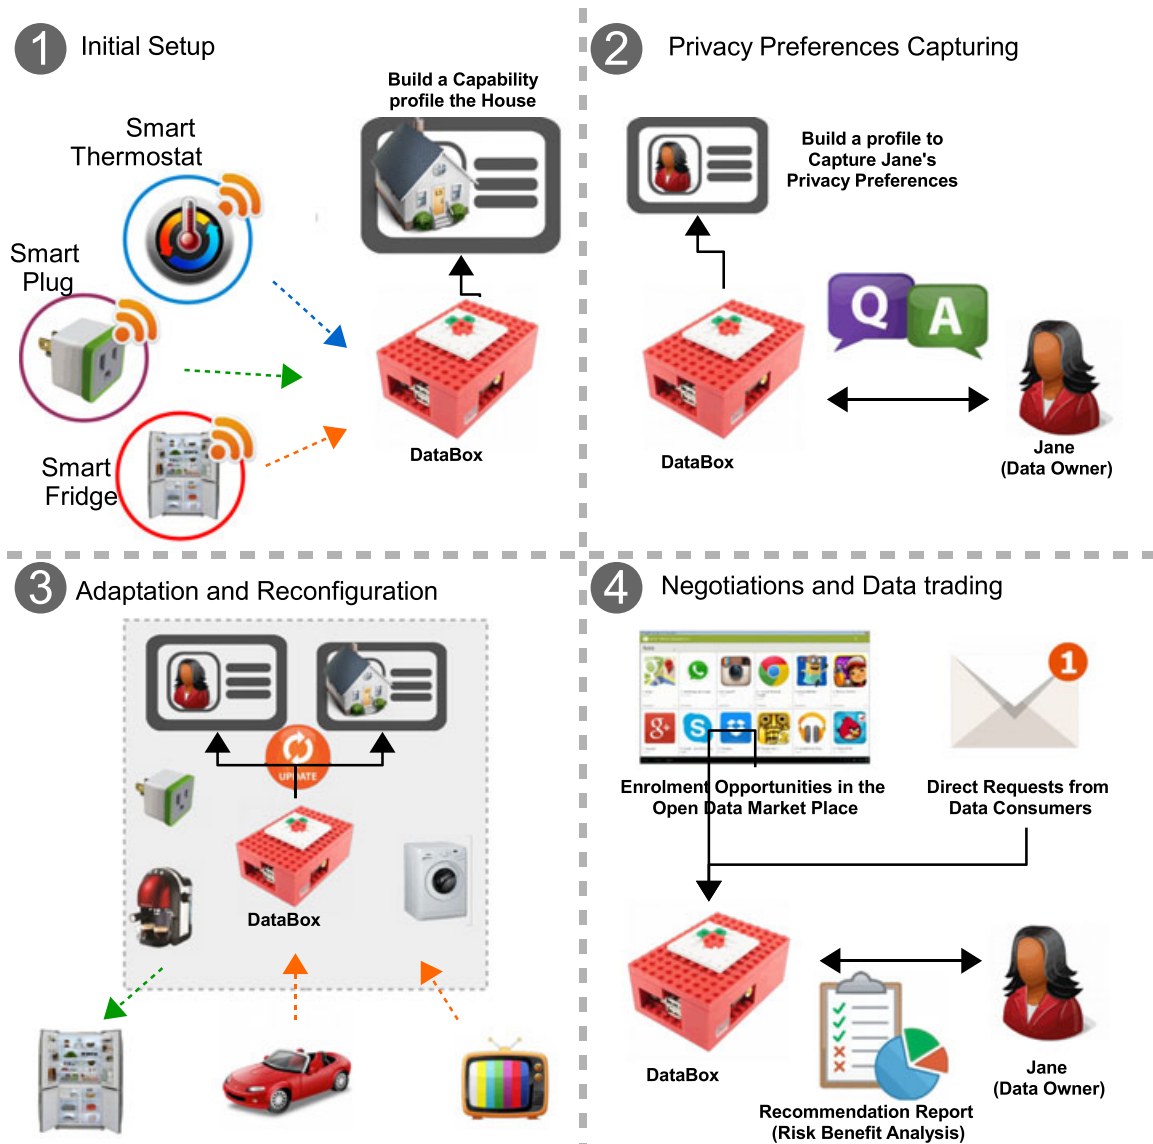 1 Initial Setup
Build a Capability
profile the House
Smart
Thermostat
Smart
Plug
Smart
Fridge
DataBox
2 Privacy Preferences Capturing
Build a profile to
Capture Jane's
Privacy Preferences
Q A
DataBox
Jane
(Data Owner)
3 Adaptation and Reconfiguration
UPDATE
DataBox
4 Negotiations and Data trading
1
g+
S
Enrolment Opportunities in the
Open Data Market Place
Direct Requests from
Data Consumers
DataBox
Jane
(Data Owner)
Recommendation Report
(Risk Benefit Analysis)